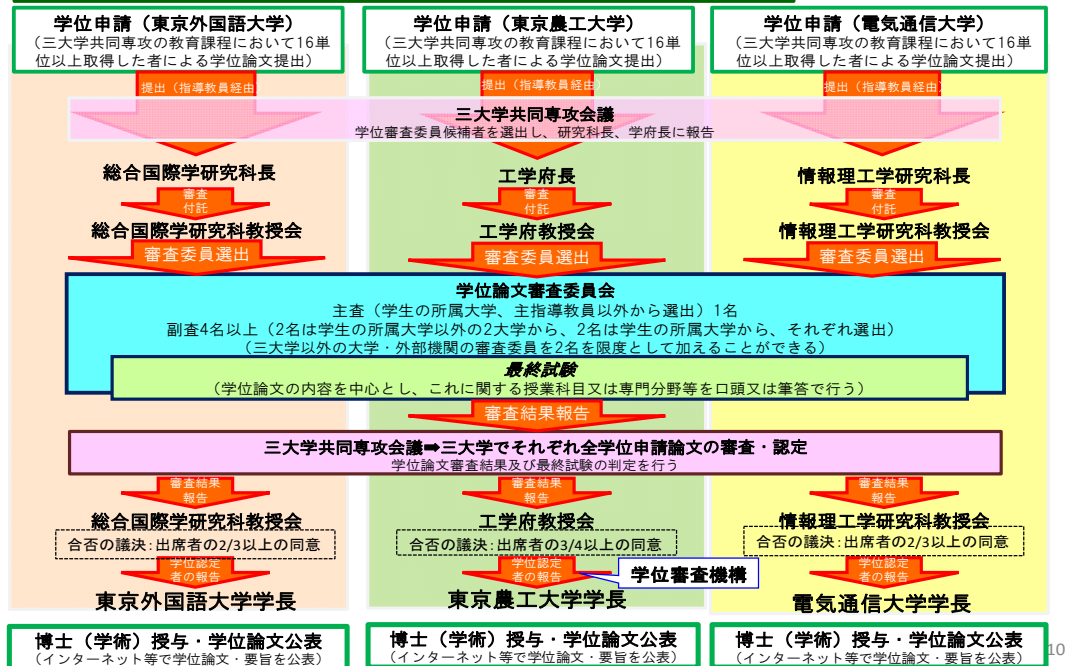 学位申請（東京外国語大学）
（三大学共同専攻の教育課程において16単
位以上取得した者による学位論文提出）
学位申請（東京農工大学）
（三大学共同専攻の教育課程において16単
位以上取得した者による学位論文提出）
学位申請（電気通信大学）
（三大学共同専攻の教育課程において16単
位以上取得した者による学位論文提出）
提出（指導教員経由）
提出（指導教員経由）
提出（指導教員経由）
三大学共同専攻会議
学位審査委員候補者を選出し、研究科長、学府長に報告
総合国際学研究科長
工学府長
情報理工学研究科長
審査
付託
審査
付託
審査
付託
総合国際学研究科教授会
工学府教授会
情報理工学研究科教授会
審査委員選出
審査委員選出
審査委員選出
学位論文審査委員会
主査（学生の所属大学、主指導教員以外から選出）1名
副査4名以上（2名は学生の所属大学以外の2大学から、2名は学生の所属大学から、それぞれ選出）
（三大学以外の大学・外部機関の審査委員を2名を限度として加えることができる）
最終試験
（学位論文の内容を中心とし、これに関する授業科目又は専門分野等を口頭又は筆答で行う）
審査結果報告
三大学共同専攻会議➡三大学でそれぞれ全学位申請論文の審査・認定
学位論文審査結果及び最終試験の判定を行う
審査結果
報告
審査結果
報告
審査結果
報告
総合国際学研究科教授会
合否の議決：出席者の2/3以上の同意
工学府教授会
合否の議決：出席者の3/4以上の同意
情報理工学研究科教授会
合否の議決：出席者の2/3以上の同意
学位認定
者の報告
学位認定
者の報告
学位審査機構
学位認定
者の報告
東京外国語大学学長
東京農工大学学長
電気通信大学学長
博士（学術）授与・学位論文公表
（インターネット等で学位論文・要旨を公表）
博士（学術）授与・学位論文公表
（インターネット等で学位論文・要旨を公表）
博士（学術）授与・学位論文公表
（インターネット等で学位論文・要旨を公表）
10